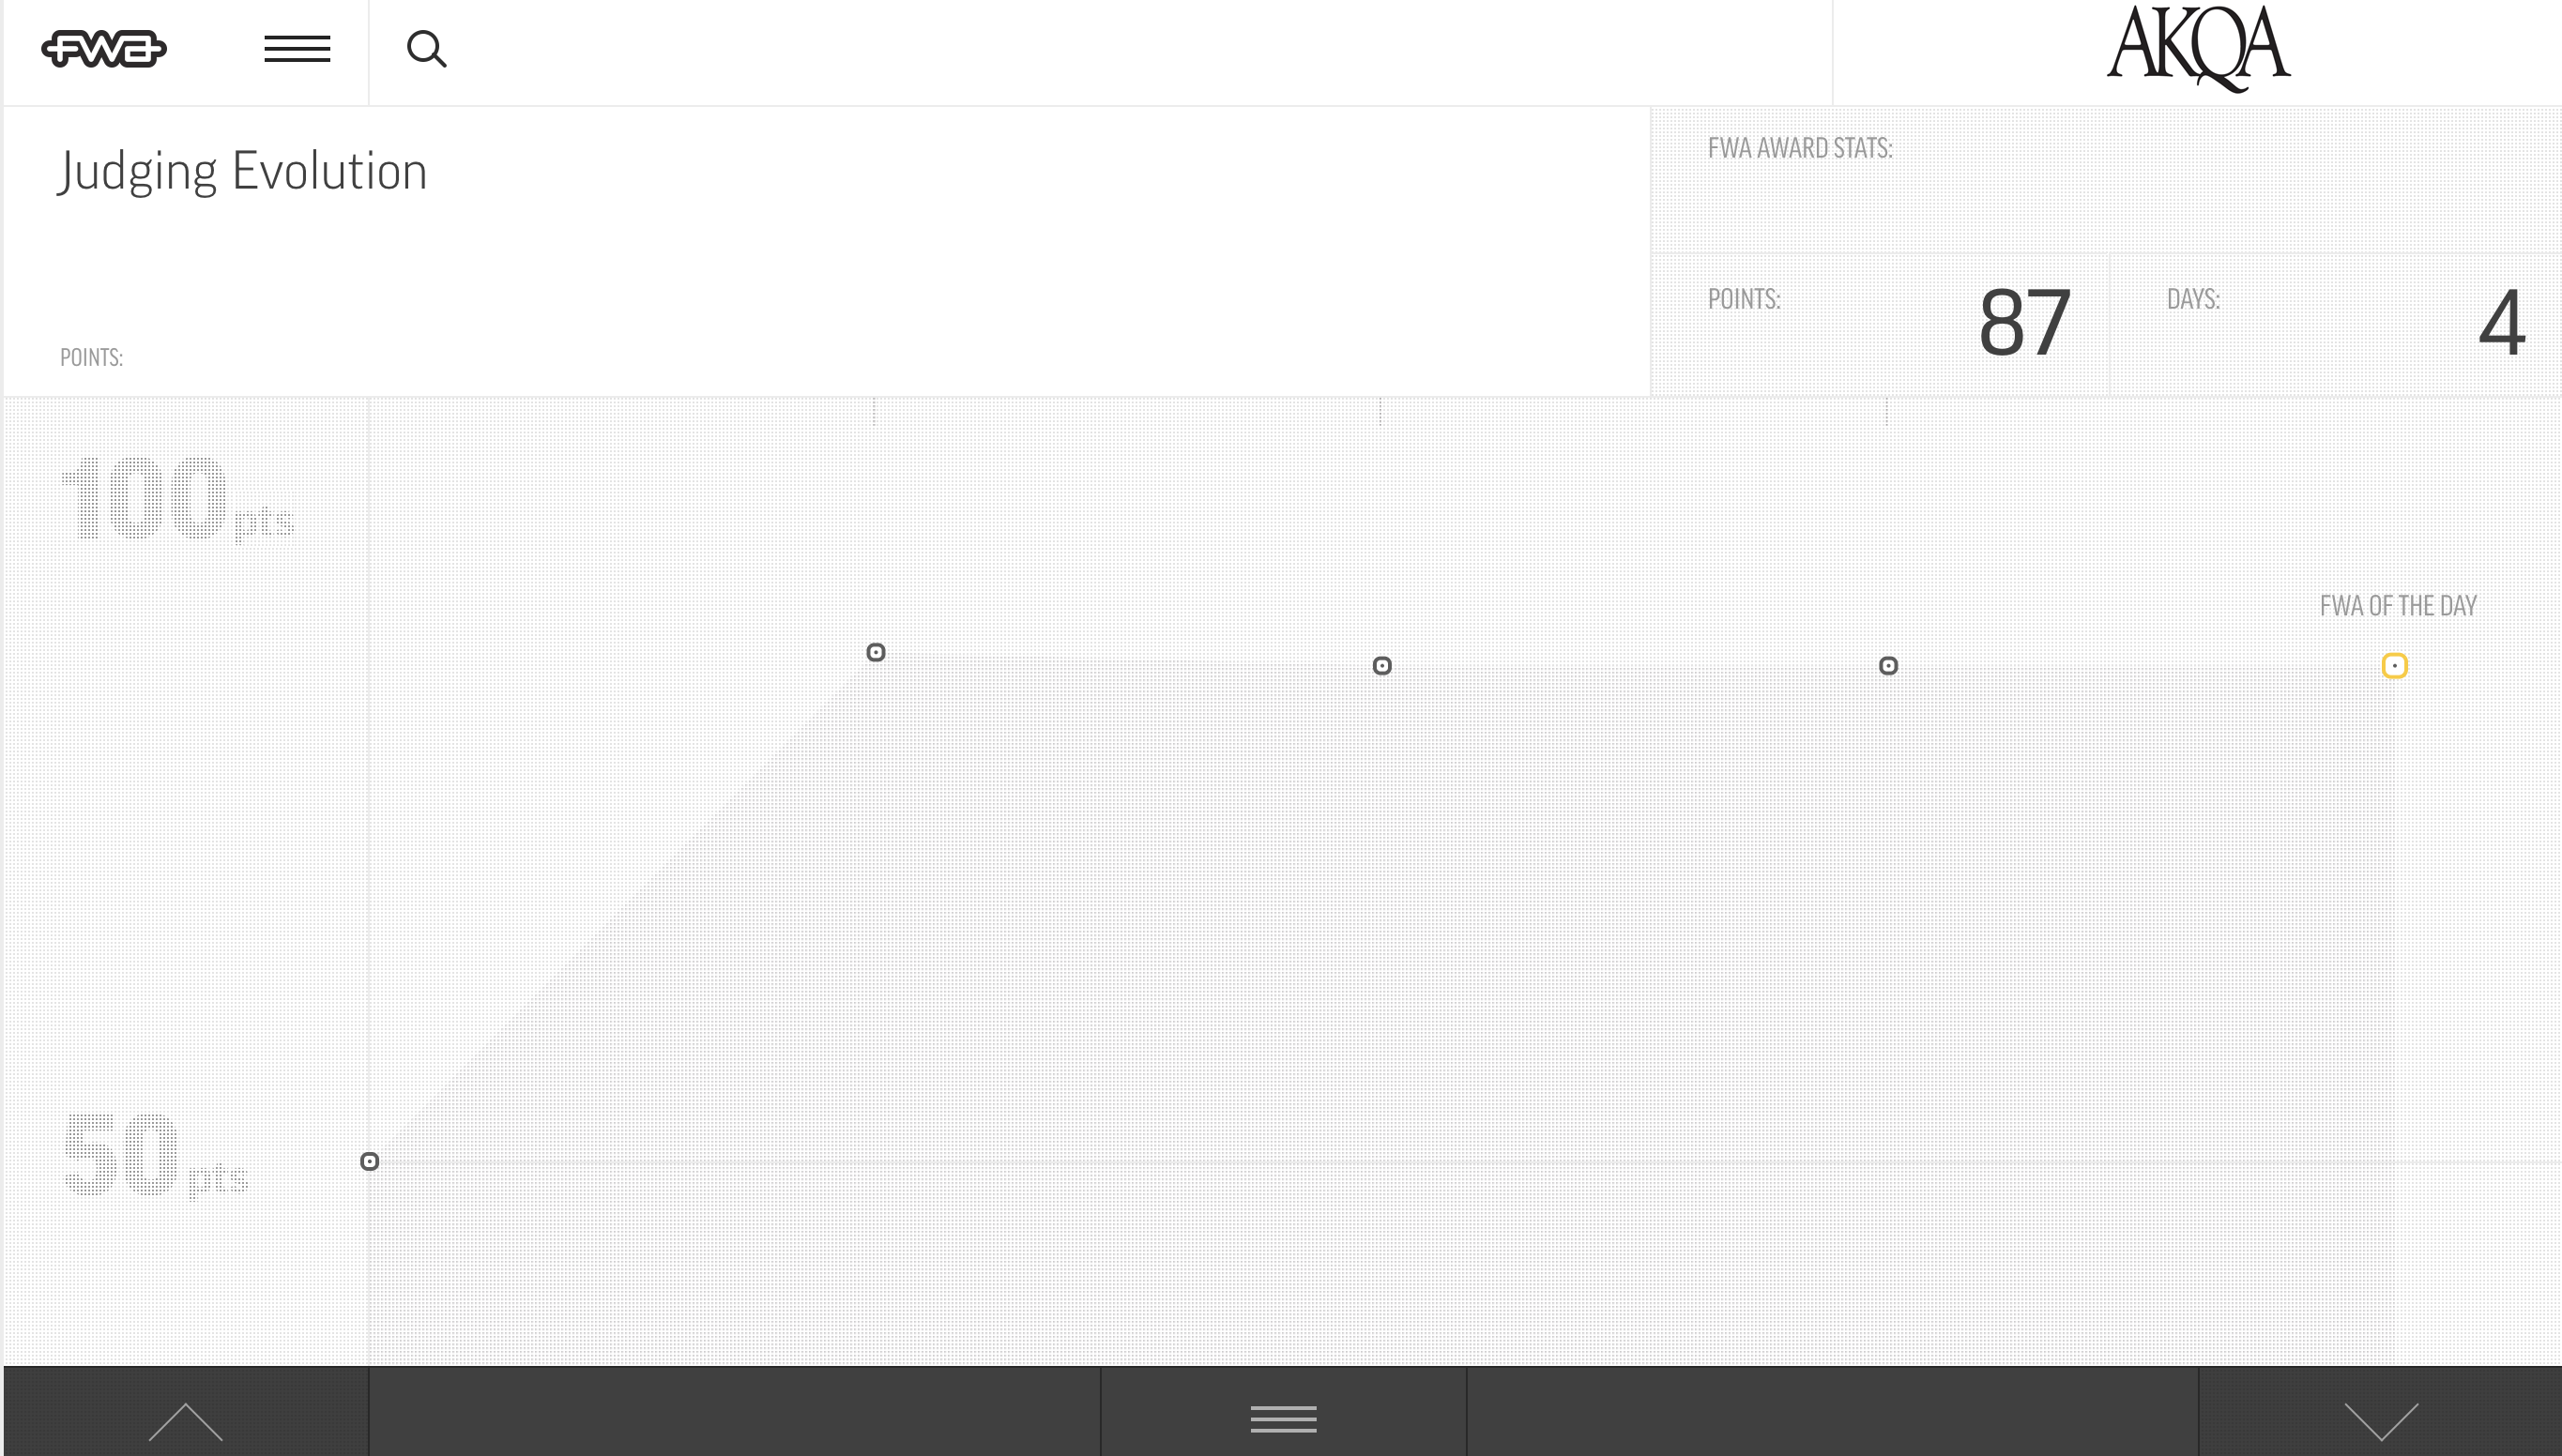 FWA
AKQA
Judging Evolution
FWA AWARD STATS:
POINTS:
87
DAYS:
4
POINTS:
100 pts
FWA OF THE DAY
50 pts